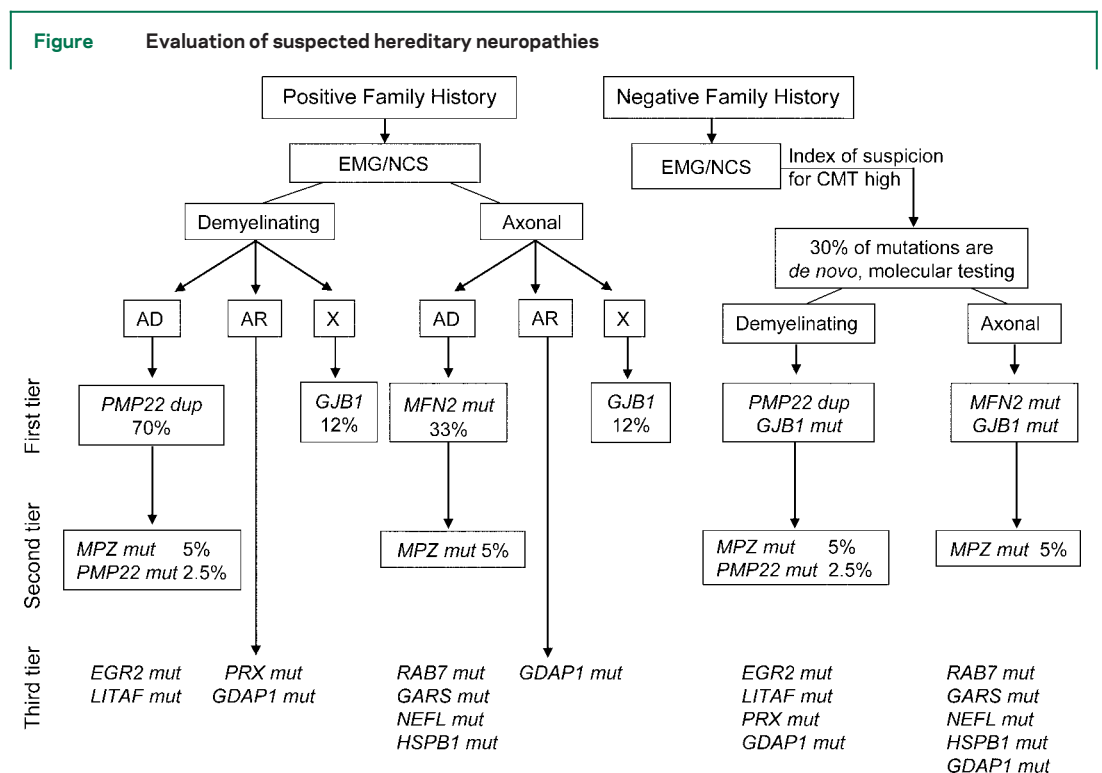 Figure Evaluation of suspected hereditary neuropathies
Positive Family History
Negative Family History
EMG/NCS
EMG/NCS
Index of suspicion
for CMT high
Demyelinating
Axonal
30% of mutations are
de novo, molecular testing
AD
AR
X
AD
AR
X
Demyelinating
Axonal
First tier
PMP22 dup
70%
GJB1
12%
MFN2 mut
33%
GJB1
12%
PMP22 dup
GJB1 mut
MFN2 mut
GJB1 mut
Second tier
MPZ mut 5%
PMP22 mut 2.5%
MPZ mut 5%
MPZ mut 5%
PMP22 mut 2.5%
MPZ mut 5%
Third tier
EGR2 mut
LITAF mut
PRX mut
GDAP1 mut
RAB7 mut
GARS mut
NEFL mut
HSPB1 mut
GDAP1 mut
EGR2 mut
LITAF mut
PRX mut
GDAP1 mut
RAB7 mut
GARS mut
NEFL mut
HSPB1 mut
GDAP1 mut